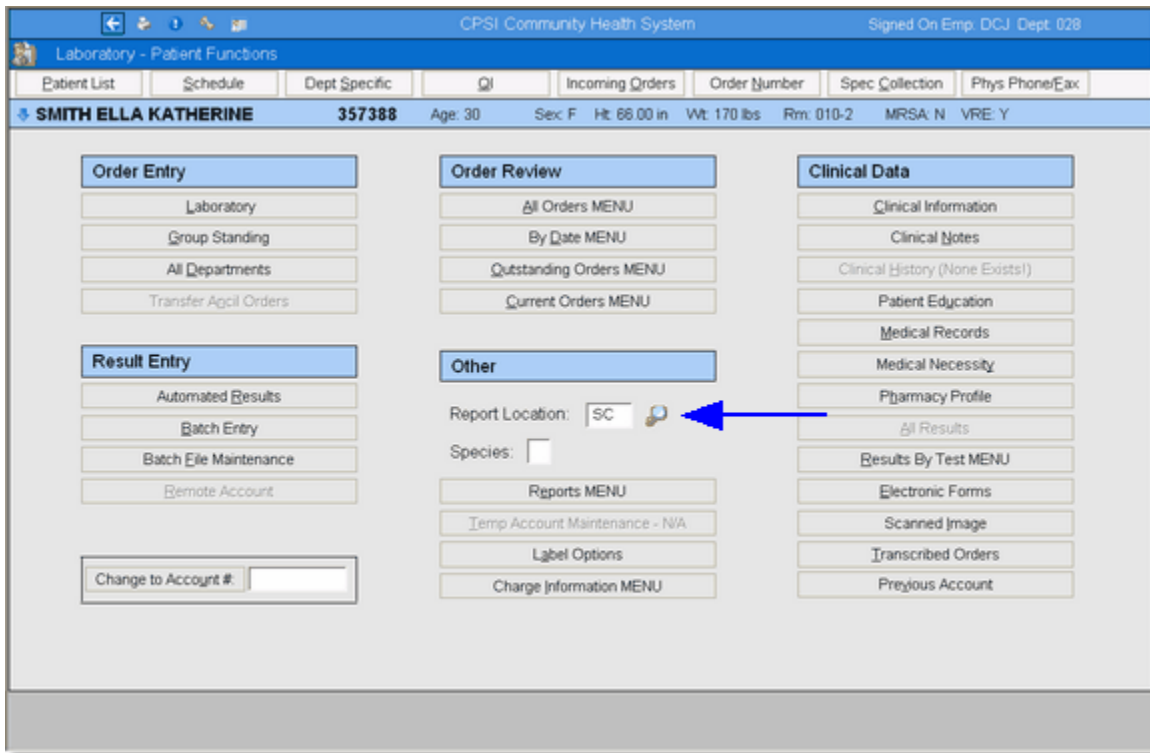 CPSI Community Health System Signed On Emp: DCJ Dept: 028
Laboratory - Patient Functions
Patient List Schedule Dept Specific QI Incoming Orders Order Number Spec Collection Phys Phone/Fax
SMITH ELLA KATHERINE 357388 Age: 30 Sex: F Ht: 66.00 in Wt: 170 lbs Rm: 010-2 MRSA: N VRE: Y
Order Entry
Laboratory
Group Standing
All Departments
Transfer Ancil Orders
Result Entry
Automated Results
Batch Entry
Batch File Maintenance
Remote Account
Change to Account #:
Order Review
All Orders MENU
By Date MENU
Outstanding Orders MENU
Current Orders MENU
Other
Report Location: SC
Species:
Reports MENU
Temp Account Maintenance - N/A
Label Options
Charge Information MENU
Clinical Data
Clinical Information
Clinical Notes
Clinical History (None Exists!)
Patient Education
Medical Records
Medical Necessity
Pharmacy Profile
All Results
Results By Test MENU
Electronic Forms
Scanned Image
Transcribed Orders
Previous Account